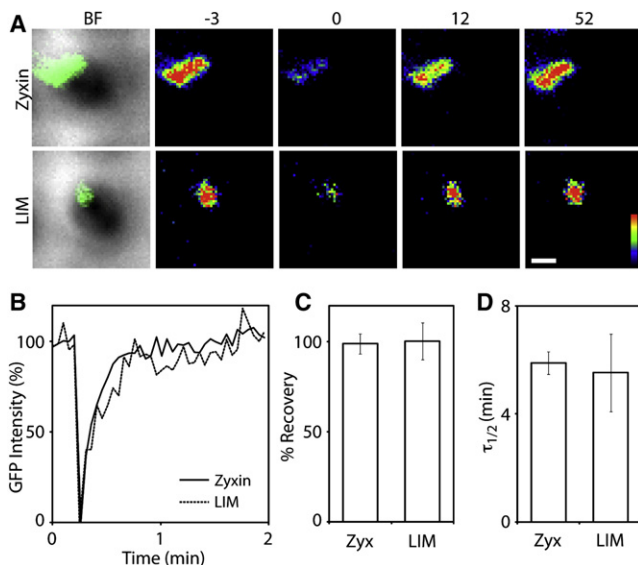 A BF -3 0 12 52
Zyxin
LIM
B
GFP Intensity (%)
100
50
0
Zyxin
LIM
0 1 2
Time (min)
C
% Recovery
100
50
0
Zyx LIM
D
τ1/2 (min)
8
4
0
Zyx LIM